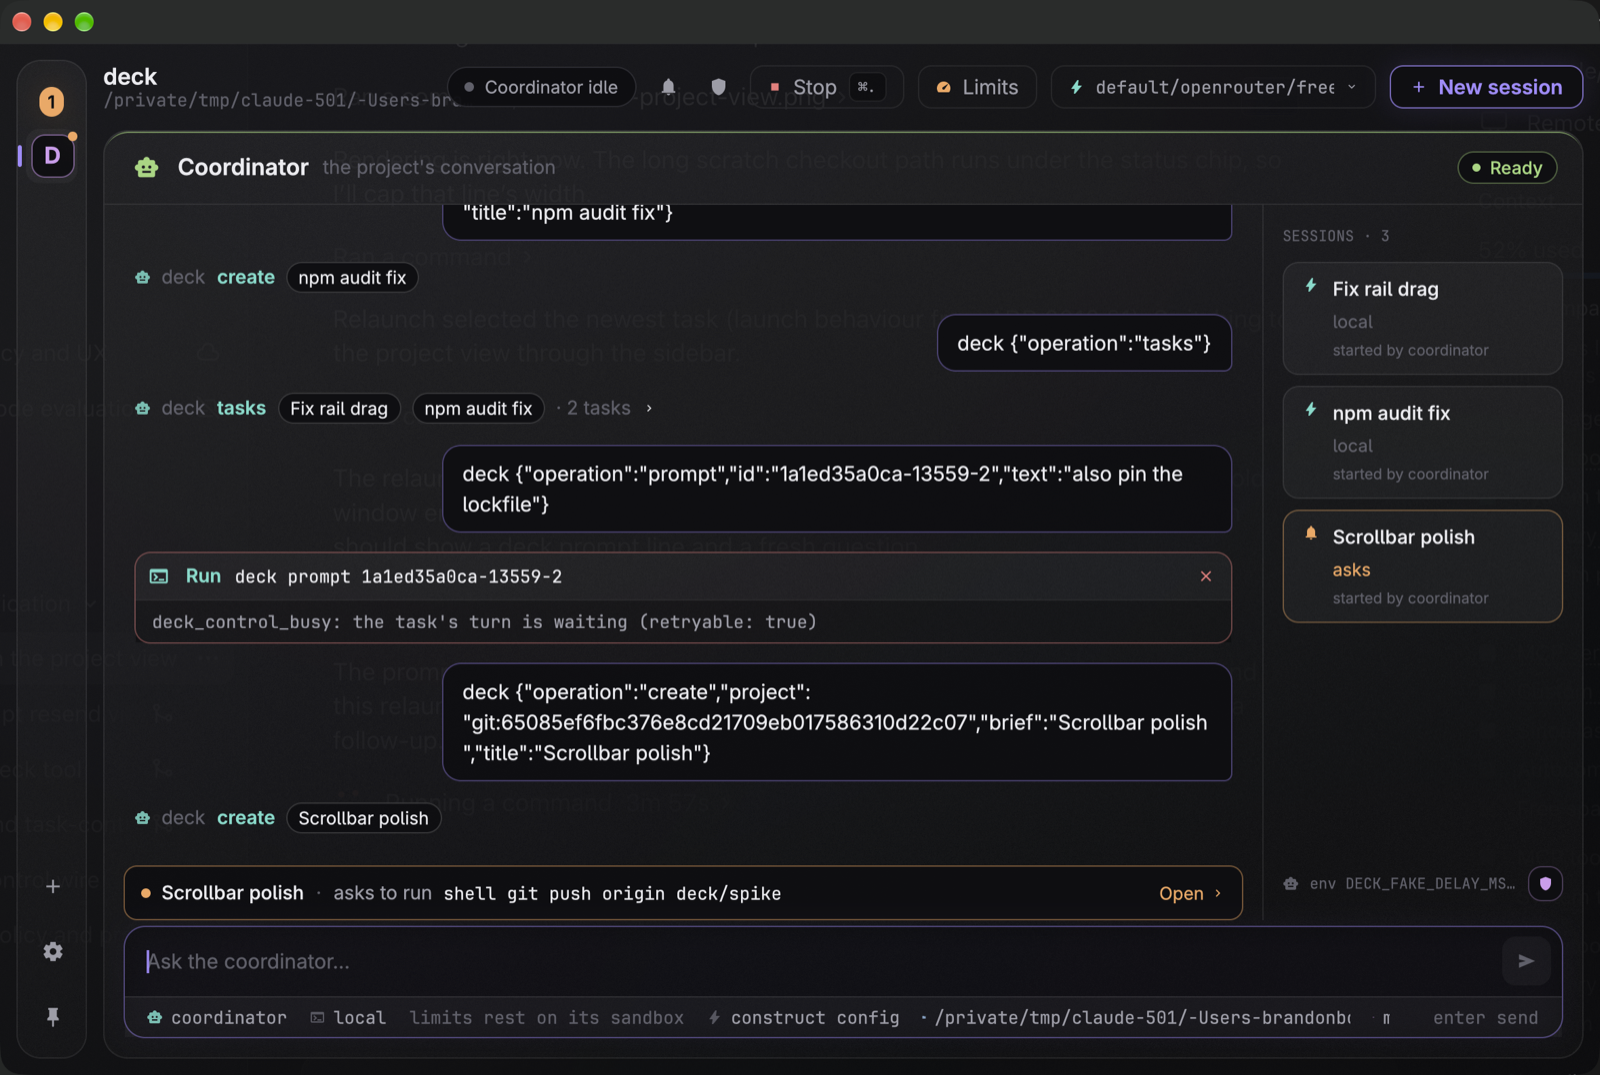 deck
/private/tmp/claude-501/-Users-bra
Coordinator idle
Stop ⌘.
Limits
default/openrouter/free
+ New session
1
D
Coordinator the project's conversation
Ready
"title":"npm audit fix"}
deck create npm audit fix
deck {"operation":"tasks"}
deck tasks Fix rail drag npm audit fix · 2 tasks ›
deck {"operation":"prompt","id":"1a1ed35a0ca-13559-2","text":"also pin the
lockfile"}
Run deck prompt 1a1ed35a0ca-13559-2
deck_control_busy: the task's turn is waiting (retryable: true)
deck {"operation":"create","project":
"git:65085ef6fbc376e8cd21709eb017586310d22c07","brief":"Scrollbar polish
","title":"Scrollbar polish"}
deck create Scrollbar polish
Scrollbar polish · asks to run shell git push origin deck/spike
Open ›
SESSIONS · 3
Fix rail drag
local
started by coordinator
npm audit fix
local
started by coordinator
Scrollbar polish
asks
started by coordinator
env DECK_FAKE_DELAY_MS…
Ask the coordinator...
coordinator local limits rest on its sandbox construct config · /private/tmp/claude-501/-Users-brandonb · enter send